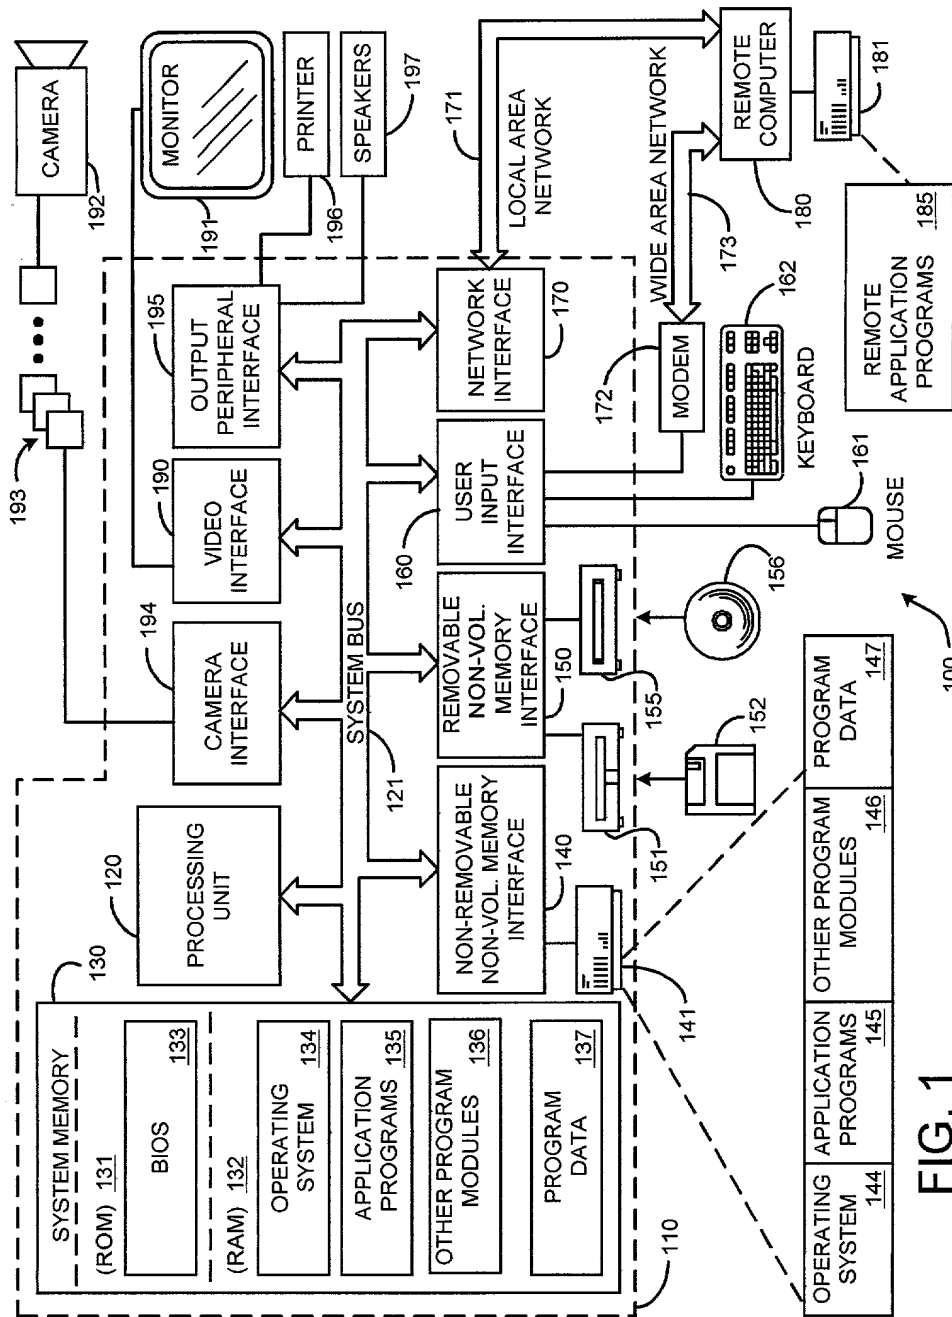 SYSTEM MEMORY
130
(ROM) 131
BIOS
133
(RAM) 132
OPERATING
SYSTEM
134
APPLICATION
PROGRAMS
135
OTHER PROGRAM
MODULES
136
PROGRAM
DATA
137
110
120
PROCESSING
UNIT
194
CAMERA
INTERFACE
190
VIDEO
INTERFACE
195
OUTPUT
PERIPHERAL
INTERFACE
193
CAMERA
192
MONITOR
191
PRINTER
196
SPEAKERS
197
SYSTEM BUS
121
NON-REMOVABLE
NON-VOL. MEMORY
INTERFACE
140
REMOVABLE
NON-VOL.
MEMORY
INTERFACE
150
USER
INPUT
INTERFACE
160
NETWORK
INTERFACE
170
171
LOCAL AREA
NETWORK
WIDE AREA NETWORK
173
172
MODEM
REMOTE
COMPUTER
180
181
REMOTE
APPLICATION
PROGRAMS
185
162
KEYBOARD
161
MOUSE
141
151
152
155
156
OPERATING
SYSTEM
144
APPLICATION
PROGRAMS
145
OTHER PROGRAM
MODULES
146
PROGRAM
DATA
147
100
FIG. 1